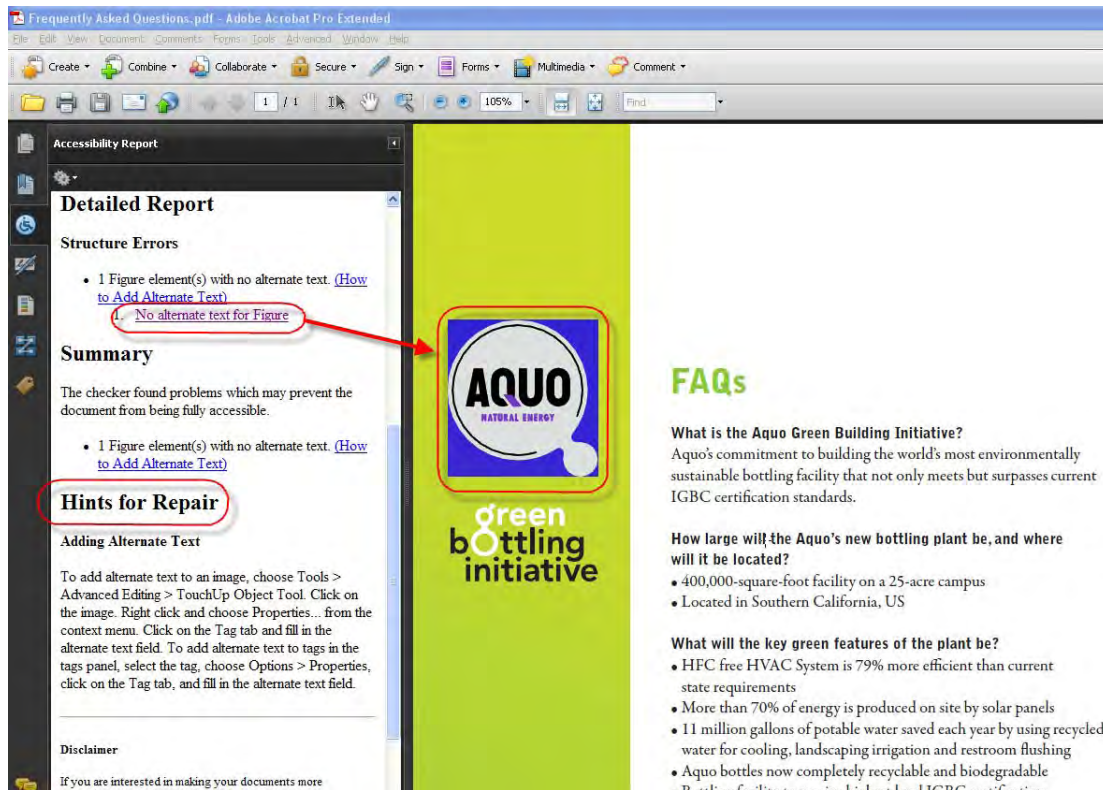 Frequently Asked Questions.pdf - Adobe Acrobat Pro Extended
File Edit View Document Comments Forms Tools Advanced Window Help
Create Combine Collaborate Secure Sign Forms Multimedia Comment
1 / 1 105% Find
Accessibility Report
Detailed Report
Structure Errors
• 1 Figure element(s) with no alternate text. (How
to Add Alternate Text)
1. No alternate text for Figure
Summary
The checker found problems which may prevent the
document from being fully accessible.
• 1 Figure element(s) with no alternate text. (How
to Add Alternate Text)
Hints for Repair
Adding Alternate Text
To add alternate text to an image, choose Tools >
Advanced Editing > TouchUp Object Tool. Click on
the image. Right click and choose Properties... from the
context menu. Click on the Tag tab and fill in the
alternate text field. To add alternate text to tags in the
tags panel, select the tag, choose Options > Properties,
click on the Tag tab, and fill in the alternate text field.
Disclaimer
If you are interested in making your documents more
AQUO
NATURAL ENERGY
green
bottling
initiative
FAQs
What is the Aquo Green Building Initiative?
Aquo's commitment to building the world's most environmentally
sustainable bottling facility that not only meets but surpasses current
IGBC certification standards.
How large will the Aquo's new bottling plant be, and where
will it be located?
• 400,000-square-foot facility on a 25-acre campus
• Located in Southern California, US
What will the key green features of the plant be?
• HFC free HVAC System is 79% more efficient than current
state requirements
• More than 70% of energy is produced on site by solar panels
• 11 million gallons of potable water saved each year by using recycled
water for cooling, landscaping irrigation and restroom flushing
• Aquo bottles now completely recyclable and biodegradable